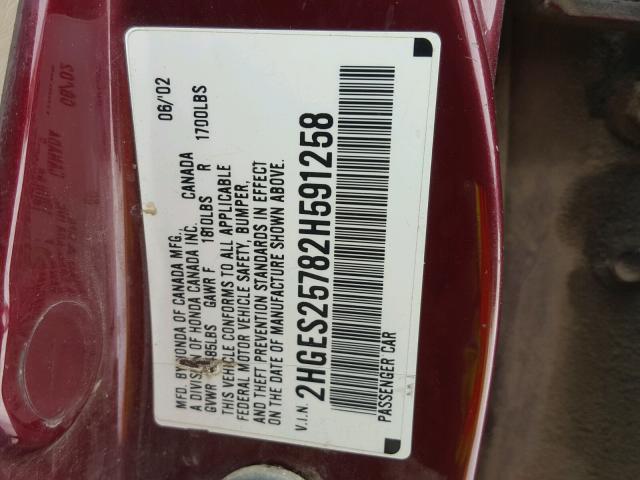 MFD. BY HONDA OF CANADA MFG., 06/'02
A DIVISION OF HONDA CANADA INC. CANADA
GVWR 85LBS GAWR F 1810LBS R 1700LBS
THIS VEHICLE CONFORMS TO ALL APPLICABLE
FEDERAL MOTOR VEHICLE SAFETY, BUMPER,
AND THEFT PREVENTION STANDARDS IN EFFECT
ON THE DATE OF MANUFACTURE SHOWN ABOVE.
V.I.N. 2HGES25782H591258
PASSENGER CAR